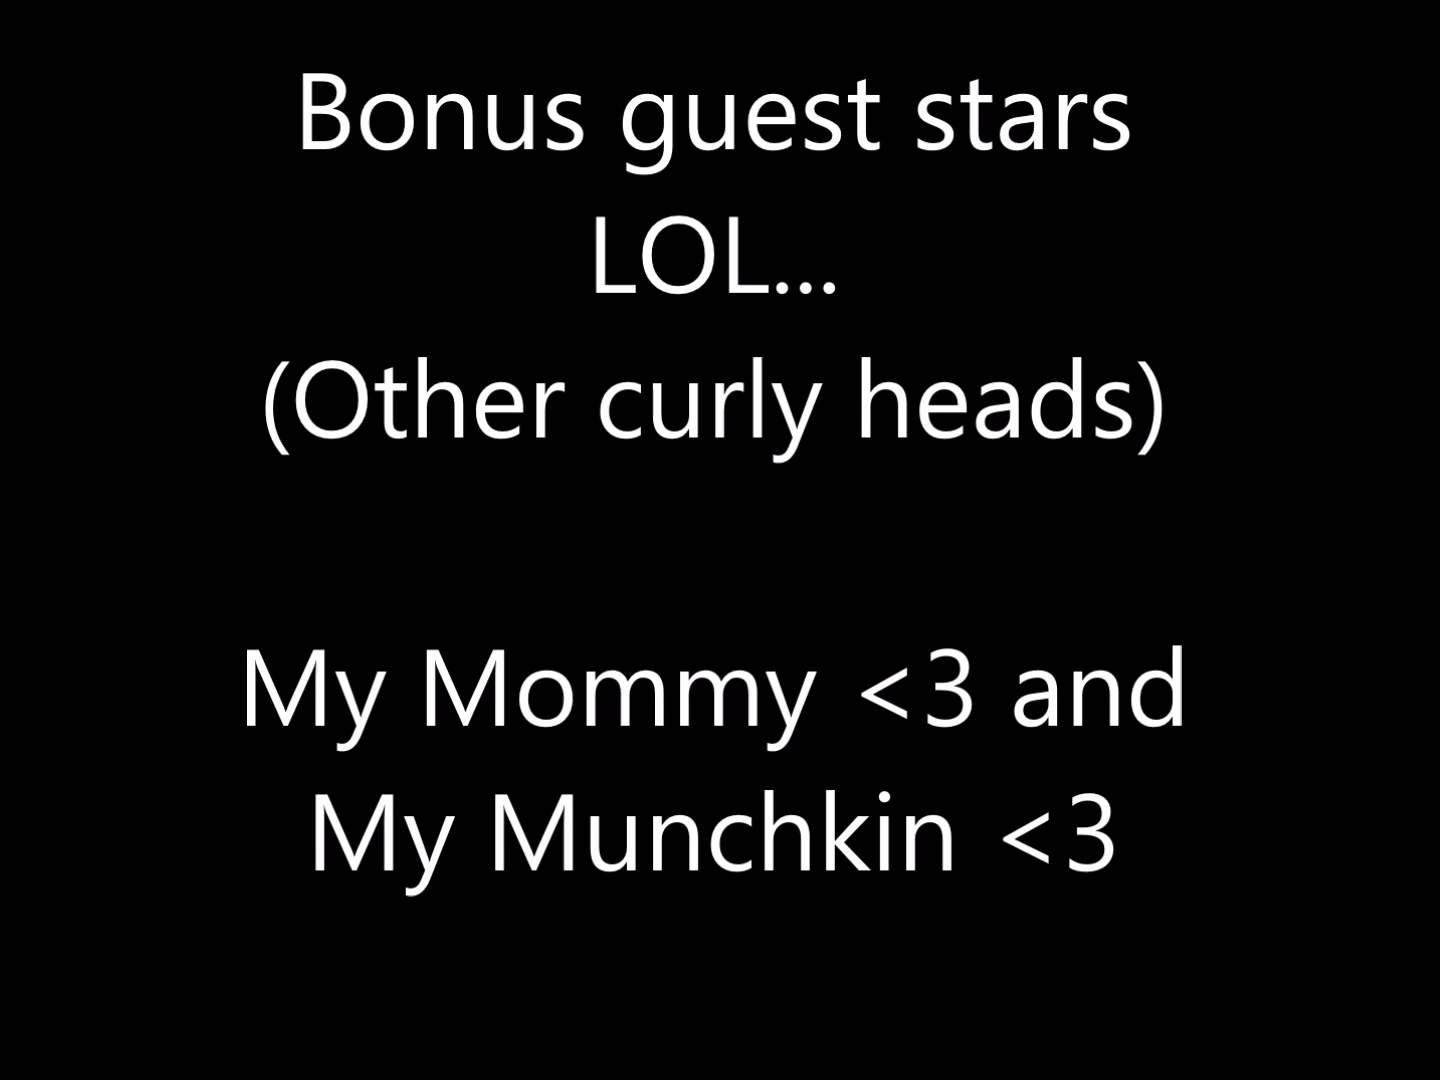 Bonus guest stars
LOL...
(Other curly heads)
My Mommy <3 and
My Munchkin <3